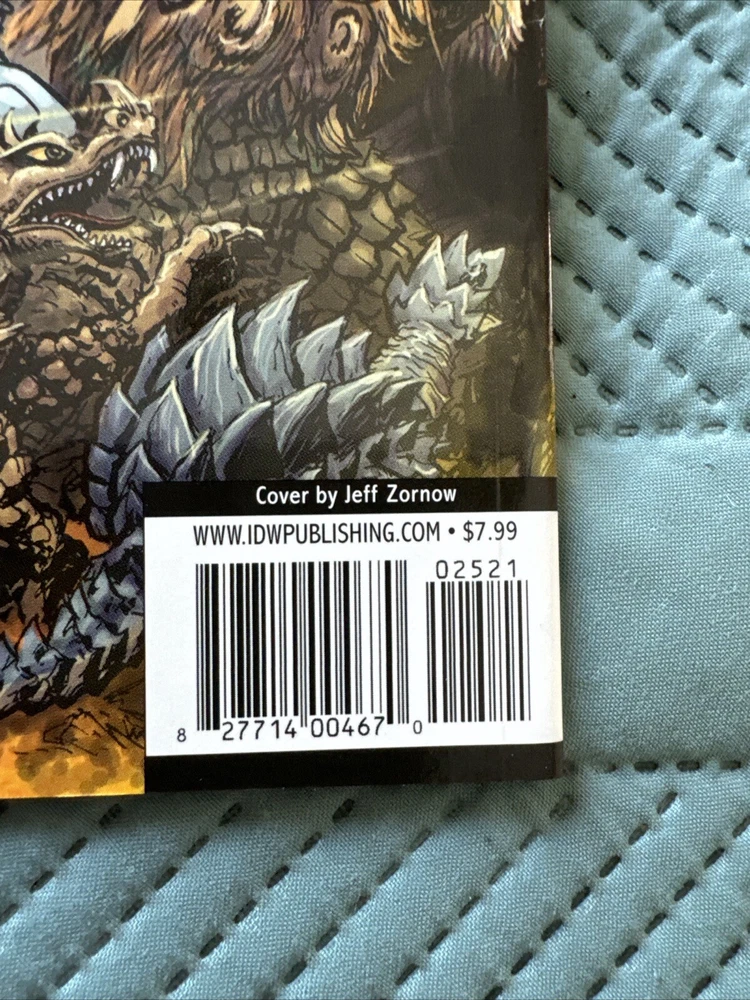 Cover by Jeff Zornow
WWW.IDWPUBLISHING.COM • $7.99
02521
8 27714 00467 0